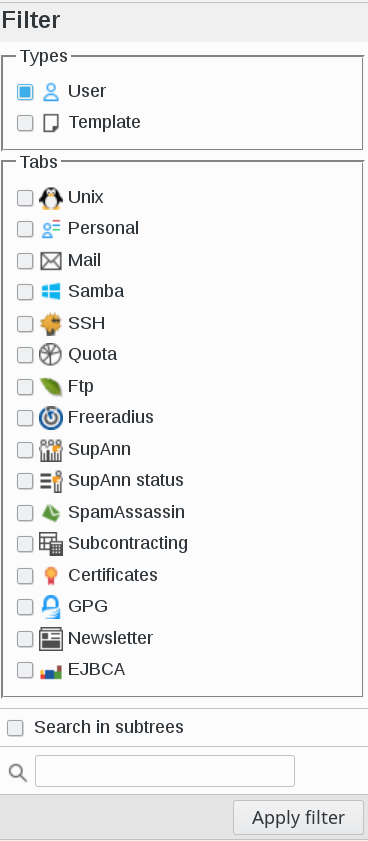 Filter
Types
User
Template
Tabs
Unix
Personal
Mail
Samba
SSH
Quota
Ftp
Freeradius
SupAnn
SupAnn status
SpamAssassin
Subcontracting
Certificates
GPG
Newsletter
EJBCA
Search in subtrees
Apply filter